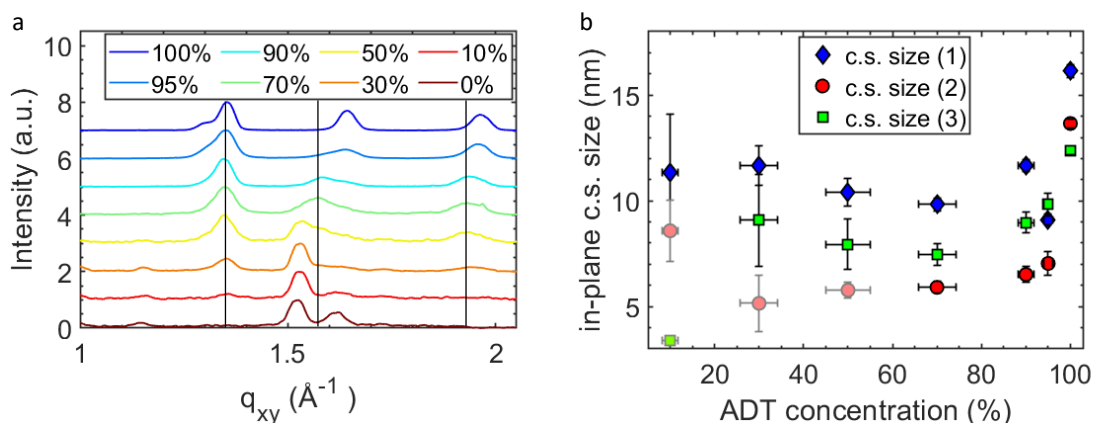 a
10
8
6
4
2
0
Intensity (a.u.)
100% 90% 50% 10%
95% 70% 30% 0%
1 1.5 2
q_xy (Å⁻¹)
b
15
10
5
in-plane c.s. size (nm)
c.s. size (1)
c.s. size (2)
c.s. size (3)
20 40 60 80 100
ADT concentration (%)